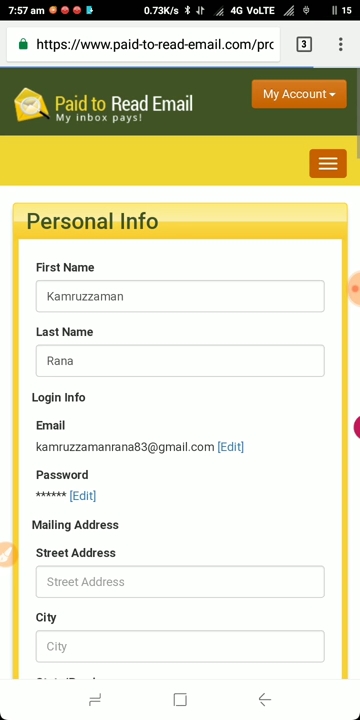 7:57 am 0.73K/s 4G VoLTE 15
https://www.paid-to-read-email.com/pro 3
Paid to Read Email
My inbox pays!
My Account
Personal Info
First Name
Kamruzzaman
Last Name
Rana
Login Info
Email
kamruzzamanrana83@gmail.com [Edit]
Password
****** [Edit]
Mailing Address
Street Address
Street Address
City
City